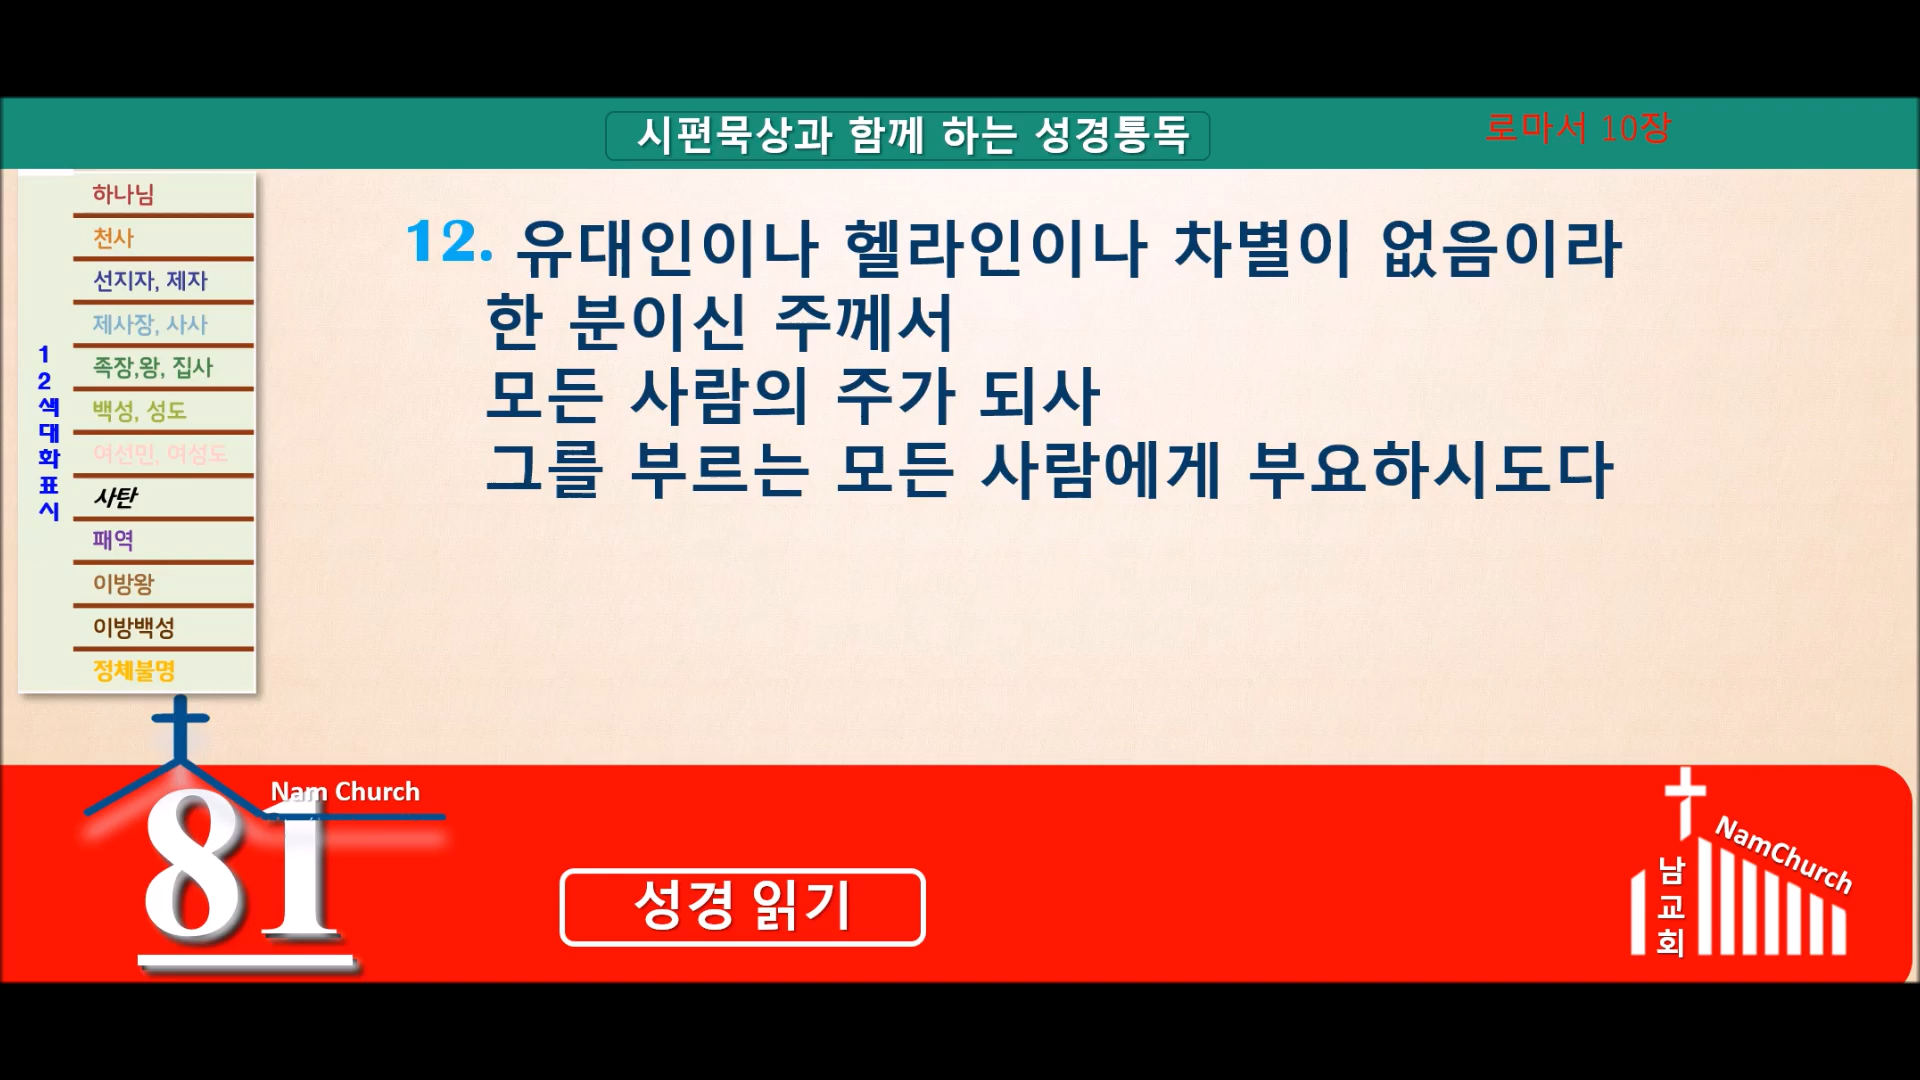 시편묵상과 함께 하는 성경통독
로마서 10장
12색대화표시
하나님
천사
선지자, 제자
제사장, 사사
족장,왕, 집사
백성, 성도
여선민, 여성도
사탄
패역
이방왕
이방백성
정체불명
12. 유대인이나 헬라인이나 차별이 없음이라
한 분이신 주께서
모든 사람의 주가 되사
그를 부르는 모든 사람에게 부요하시도다
Nam Church
81
성경 읽기
남교회
NamChurch